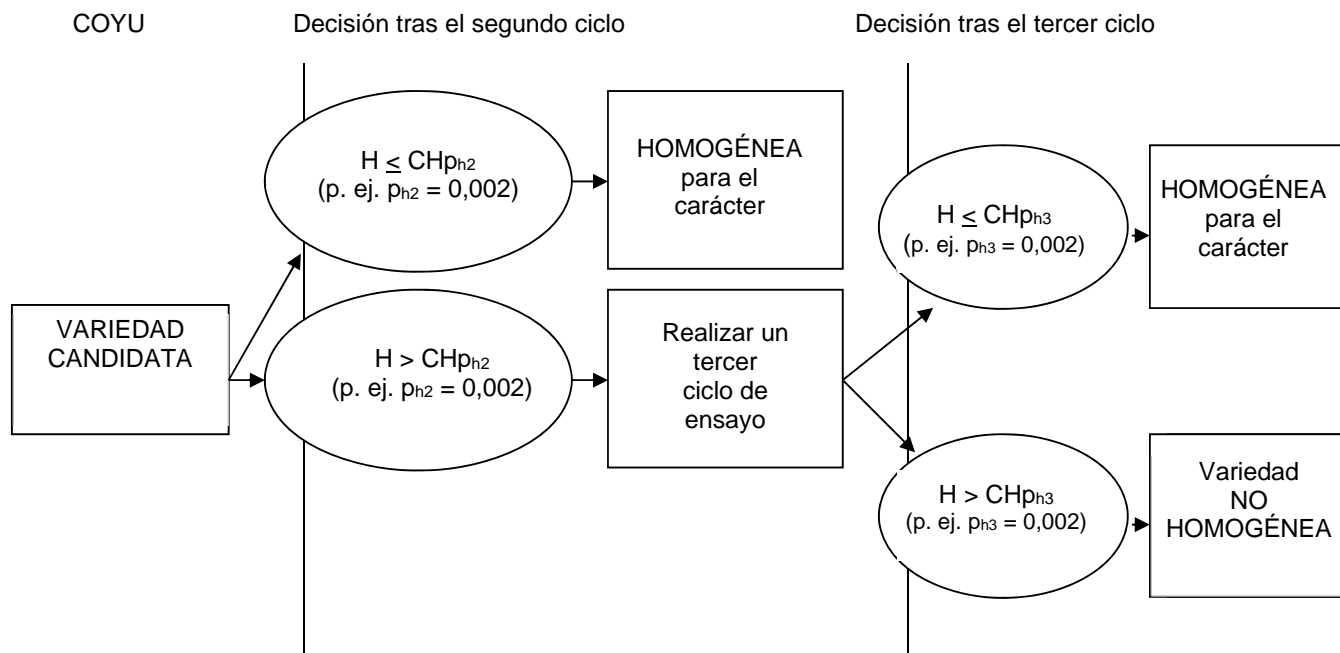 COYU
Decisión tras el segundo ciclo
Decisión tras el tercer ciclo
VARIEDAD
CANDIDATA
H ≤ CHph2
(p. ej. ph2 = 0,002)
HOMOGÉNEA
para el
carácter
H > CHph2
(p. ej. ph2 = 0,002)
Realizar un
tercer
ciclo de
ensayo
H ≤ CHph3
(p. ej. ph3 = 0,002)
HOMOGÉNEA
para el
carácter
H > CHph3
(p. ej. ph3 = 0,002)
Variedad
NO
HOMOGÉNEA